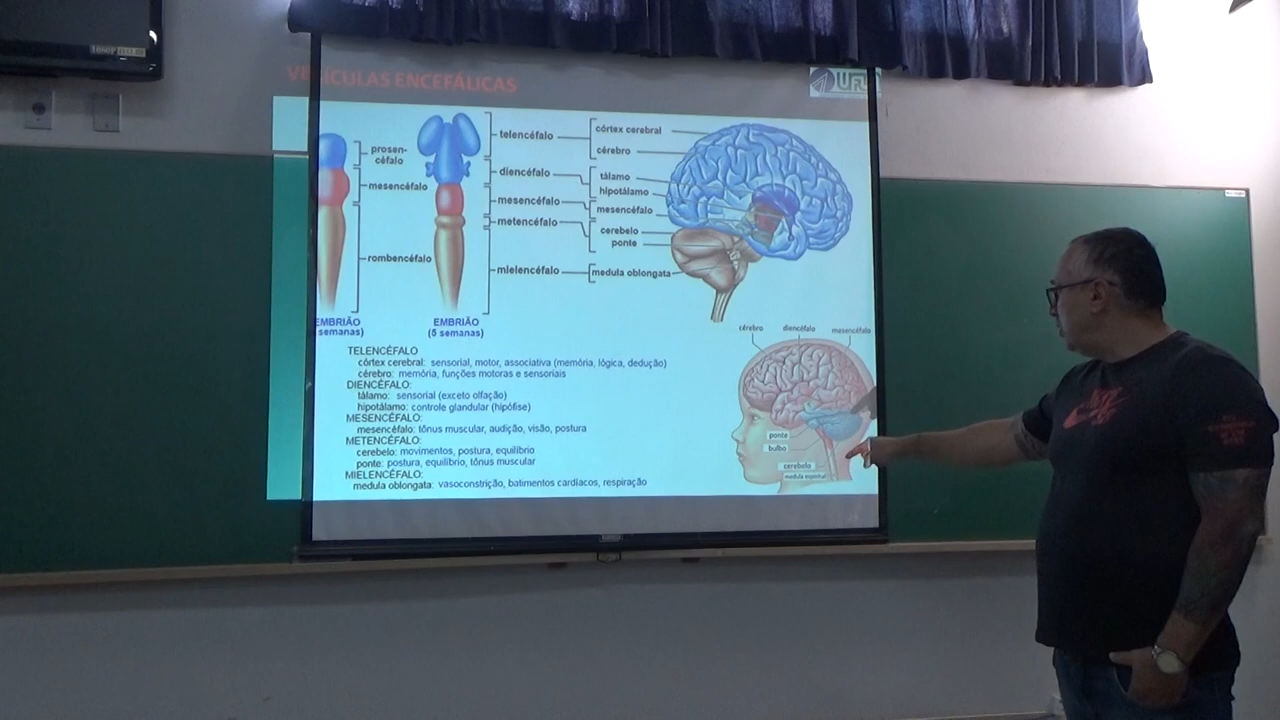 1080P
VESÍCULAS ENCEFÁLICAS
UFU
prosen-
céfalo
mesencéfalo
rombencéfalo
EMBRIÃO
semanas)
EMBRIÃO
(5 semanas)
telencéfalo
diencéfalo
mesencéfalo
metencéfalo
mielencéfalo
córtex cerebral
cérebro
tálamo
hipotálamo
mesencéfalo
cerebelo
ponte
medula oblongata
TELENCÉFALO
córtex cerebral: sensorial, motor, associativa (memória, lógica, dedução)
cérebro: memória, funções motoras e sensoriais
DIENCÉFALO:
tálamo: sensorial (exceto olfação)
hipotálamo: controle glandular (hipófise)
MESENCÉFALO:
mesencéfalo: tônus muscular, audição, visão, postura
METENCÉFALO:
cerebelo: movimentos, postura, equilíbrio
ponte: postura, equilíbrio, tônus muscular
MIELENCÉFALO:
medula oblongata: vasoconstrição, batimentos cardíacos, respiração
cérebro
diencéfalo
mesencéfalo
ponte
bulbo
cerebelo
medula espinhal